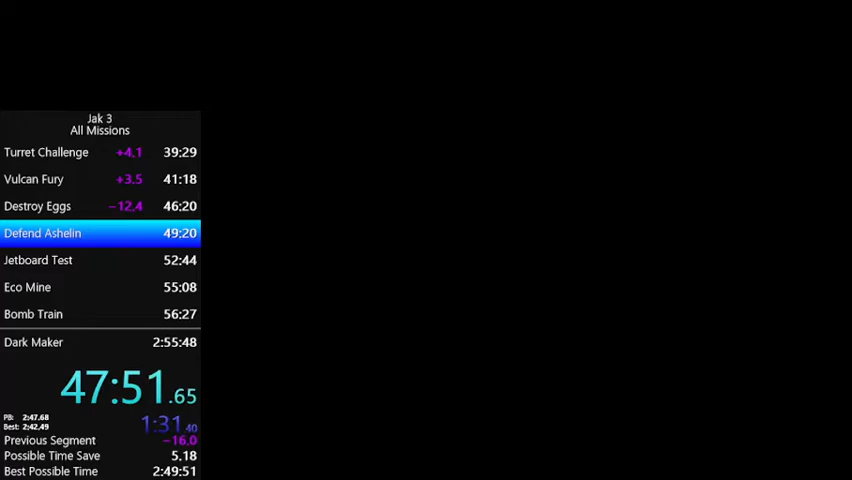 Jak 3
All Missions
Turret Challenge +4.1 39:29
Vulcan Fury +3.5 41:18
Destroy Eggs −12.4 46:20
Defend Ashelin 49:20
Jetboard Test 52:44
Eco Mine 55:08
Bomb Train 56:27
Dark Maker 2:55:48
47:51.65
PB: 2:47.68 1:31.40
Best: 2:42.49
Previous Segment −16.0
Possible Time Save 5.18
Best Possible Time 2:49:51